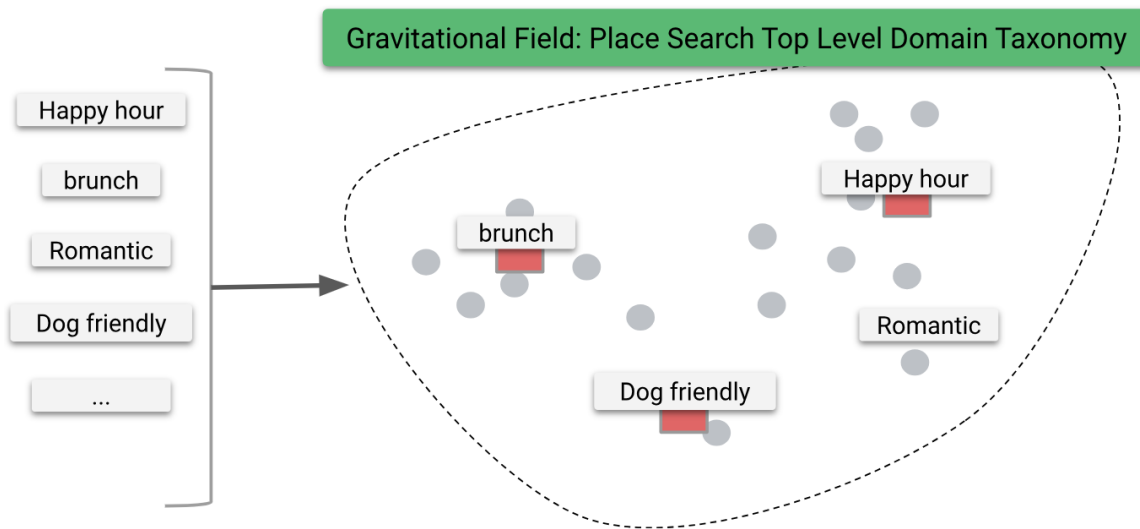 Gravitational Field: Place Search Top Level Domain Taxonomy
Happy hour
brunch
Romantic
Dog friendly
...
Happy hour
brunch
Romantic
Dog friendly